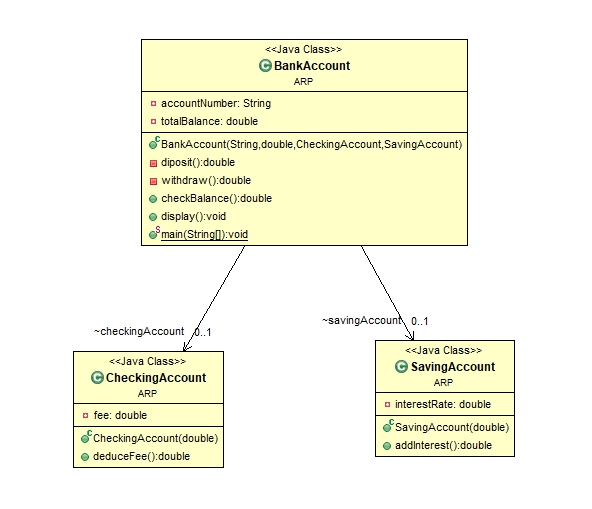 <<Java Class>>
BankAccount
ARP
accountNumber: String
totalBalance: double
BankAccount(String,double,CheckingAccount,SavingAccount)
diposit():double
withdraw():double
checkBalance():double
display():void
main(String[]):void
~checkingAccount 0..1
~savingAccount 0..1
<<Java Class>>
CheckingAccount
ARP
fee: double
CheckingAccount(double)
deduceFee():double
<<Java Class>>
SavingAccount
ARP
interestRate: double
SavingAccount(double)
addInterest():double